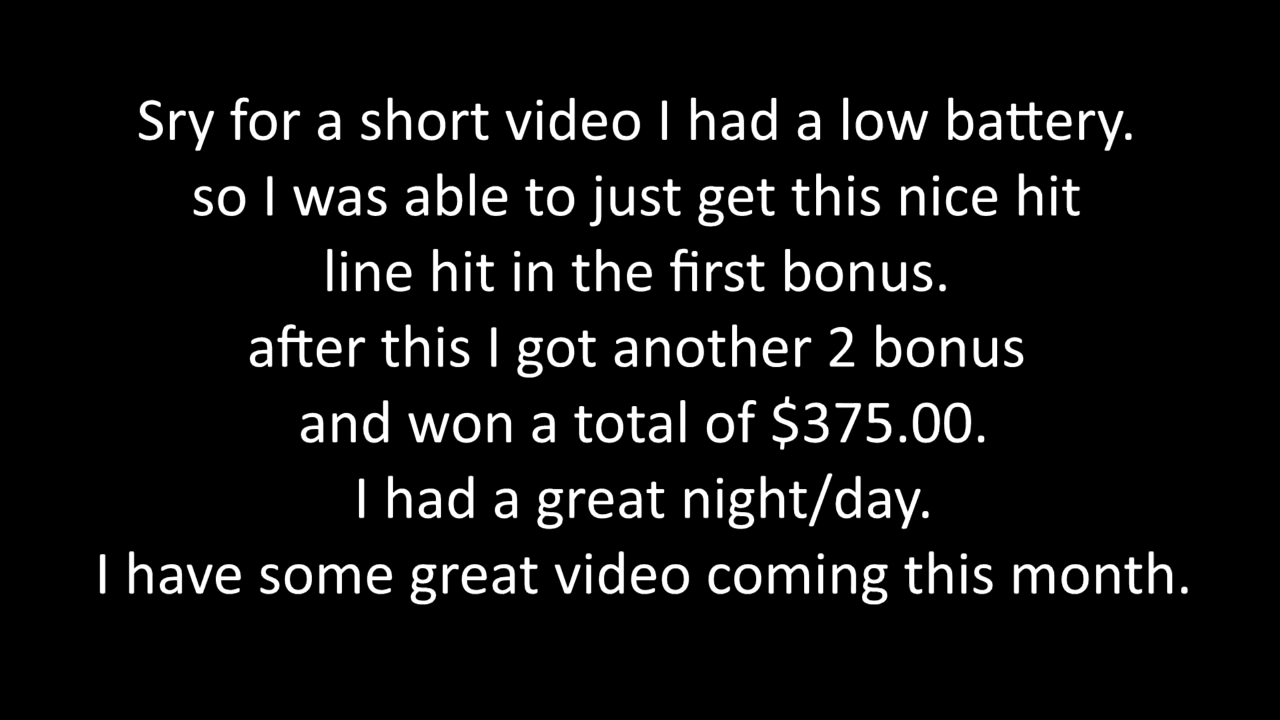 Sry for a short video I had a low battery.
so I was able to just get this nice hit
line hit in the first bonus.
after this I got another 2 bonus
and won a total of $375.00.
I had a great night/day.
I have some great video coming this month.